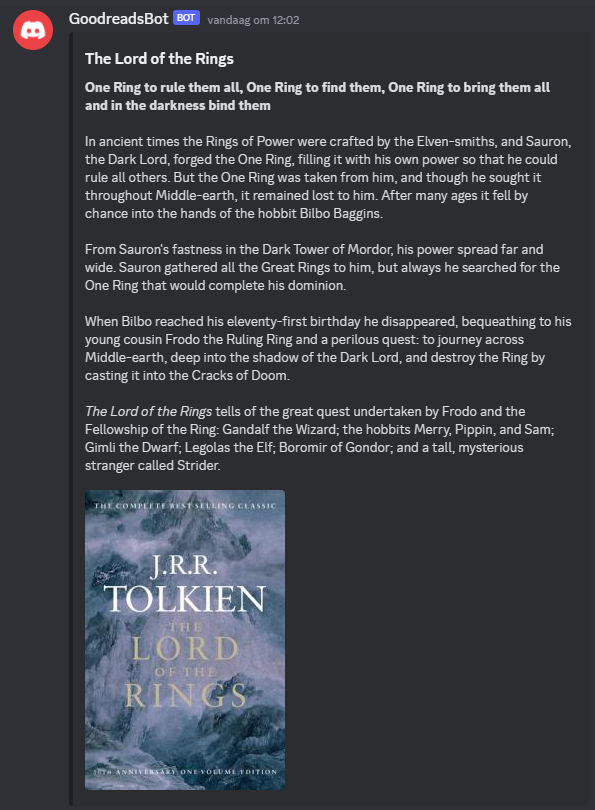 GoodreadsBot BOT vandaag om 12:02
The Lord of the Rings
One Ring to rule them all, One Ring to find them, One Ring to bring them all
and in the darkness bind them
In ancient times the Rings of Power were crafted by the Elven-smiths, and Sauron,
the Dark Lord, forged the One Ring, filling it with his own power so that he could
rule all others. But the One Ring was taken from him, and though he sought it
throughout Middle-earth, it remained lost to him. After many ages it fell by
chance into the hands of the hobbit Bilbo Baggins.
From Sauron's fastness in the Dark Tower of Mordor, his power spread far and
wide. Sauron gathered all the Great Rings to him, but always he searched for the
One Ring that would complete his dominion.
When Bilbo reached his eleventy-first birthday he disappeared, bequeathing to his
young cousin Frodo the Ruling Ring and a perilous quest: to journey across
Middle-earth, deep into the shadow of the Dark Lord, and destroy the Ring by
casting it into the Cracks of Doom.
The Lord of the Rings tells of the great quest undertaken by Frodo and the
Fellowship of the Ring: Gandalf the Wizard; the hobbits Merry, Pippin, and Sam;
Gimli the Dwarf; Legolas the Elf; Boromir of Gondor; and a tall, mysterious
stranger called Strider.
THE COMPLETE BEST-SELLING CLASSIC
J.R.R.
TOLKIEN
THE
LORD
OF THE
RINGS
50TH ANNIVERSARY ONE-VOLUME EDITION